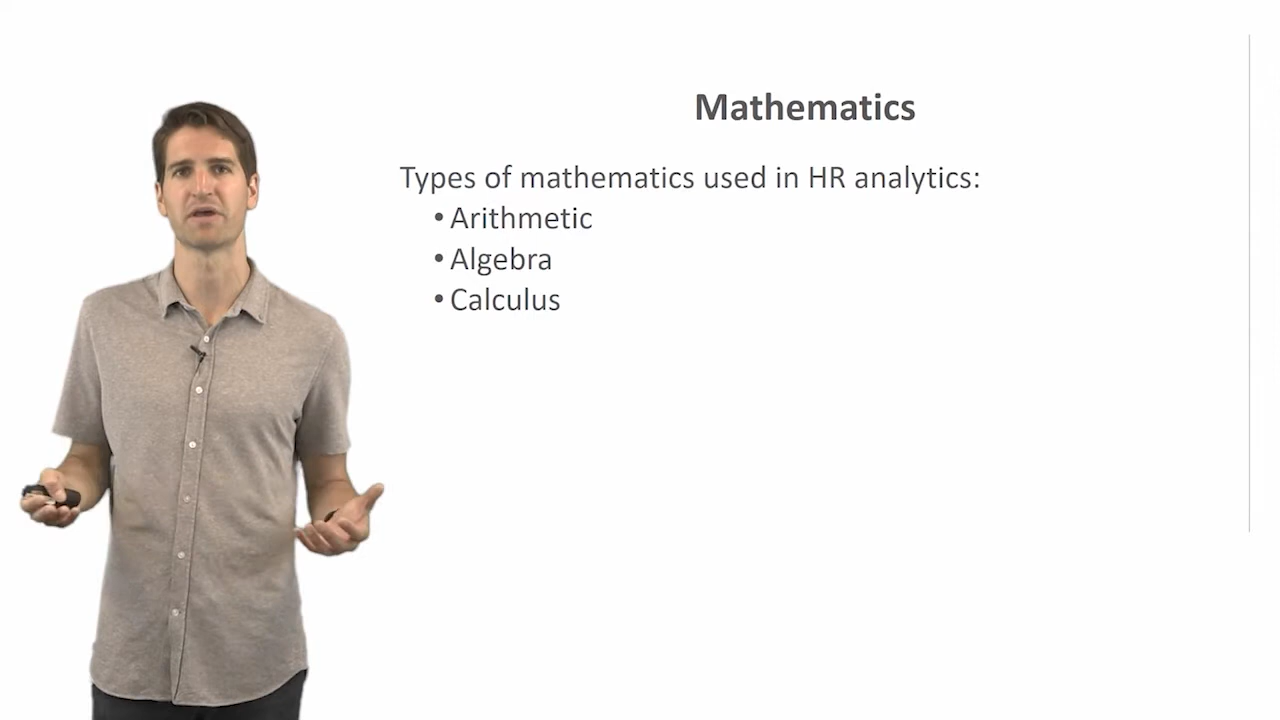 Mathematics
Types of mathematics used in HR analytics:
• Arithmetic
• Algebra
• Calculus